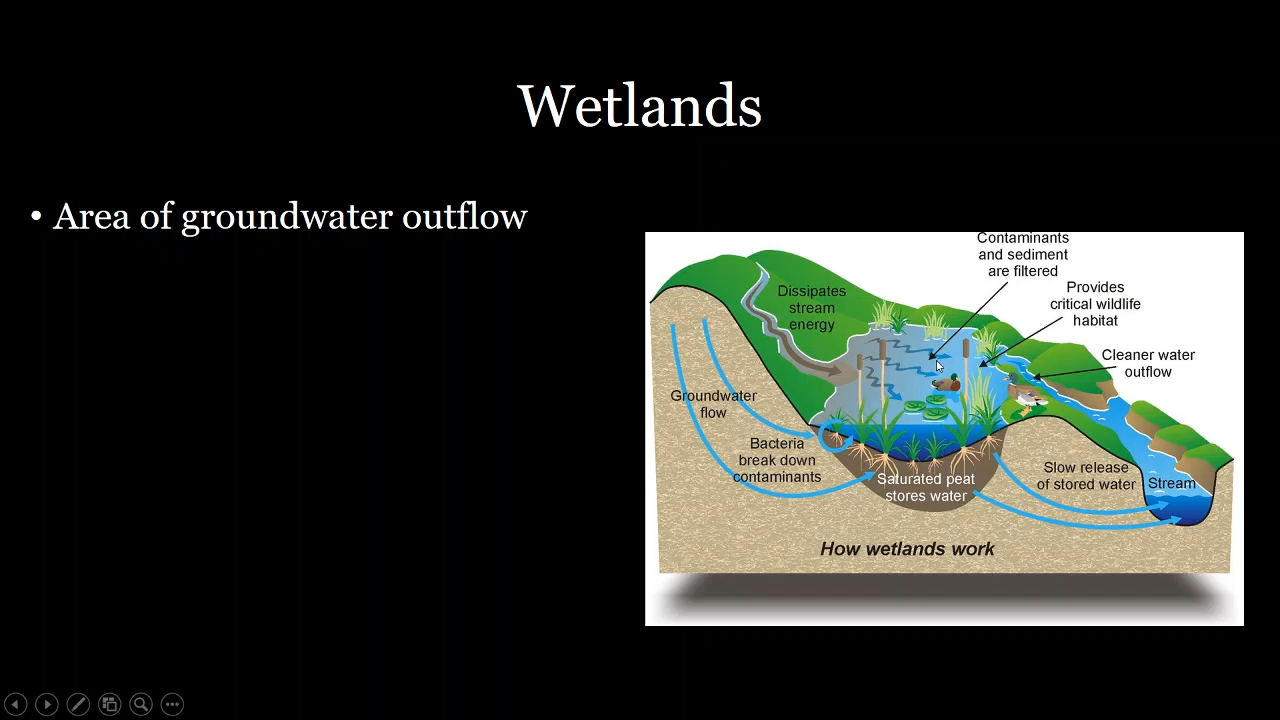 Wetlands
• Area of groundwater outflow
Contaminants
and sediment
are filtered
Provides
critical wildlife
habitat
Dissipates
stream
energy
Cleaner water
outflow
Groundwater
flow
Bacteria
break down
contaminants
Saturated peat
stores water
Slow release
of stored water
Stream
How wetlands work